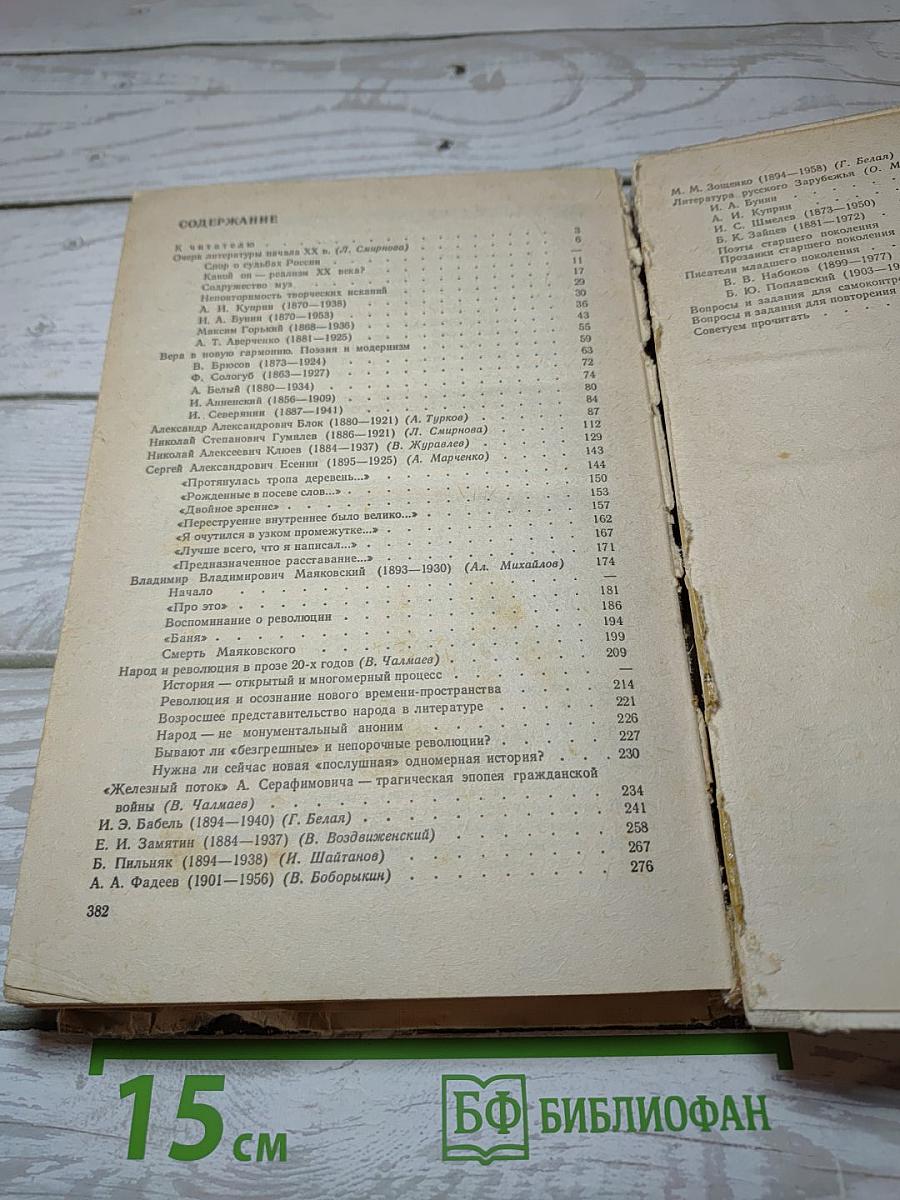 СОДЕРЖАНИЕ
К читателю . . . 3
Очерк литературы начала XX в. (Л. Смирнова) . . . 6
Спор о судьбах России . . . —
Какой он — реализм XX века? . . . 11
Содружество муз . . . 17
Неповторимость творческих исканий . . . 29
А. И. Куприн (1870—1938) . . . 30
И. А. Бунин (1870—1953) . . . 36
Максим Горький (1868—1936) . . . 43
А. Т. Аверченко (1881—1925) . . . 55
Вера в новую гармонию. Поэзия и модернизм . . . 59
В. Брюсов (1873—1924) . . . 63
Ф. Сологуб (1863—1927) . . . 72
А. Белый (1880—1934) . . . 74
И. Анненский (1856—1909) . . . 80
И. Северянин (1887—1941) . . . 84
Александр Александрович Блок (1880—1921) (А. Турков) . . . 87
Николай Степанович Гумилев (1886—1921) (Л. Смирнова) . . . 112
Николай Алексеевич Клюев (1884—1937) (В. Журавлев) . . . 129
Сергей Александрович Есенин (1895—1925) (А. Марченко) . . . 143
«Протянулась тропа деревень...» . . . 144
«Рожденные в посеве слов...» . . . 150
«Двойное зрение» . . . 153
«Переструение внутреннее было велико...» . . . 157
«Я очутился в узком промежутке...» . . . 162
«Лучше всего, что я написал...» . . . 167
«Предназначенное расставание...» . . . 171
Владимир Владимирович Маяковский (1893—1930) (Ал. Михайлов) 174
Начало . . . —
«Про это» . . . 181
Воспоминание о революции . . . 186
«Баня» . . . 194
Смерть Маяковского . . . 199
Народ и революция в прозе 20-х годов (В. Чалмаев) . . . 209
История — открытый и многомерный процесс . . . —
Революция и осознание нового времени-пространства . . . 214
Возросшее представительство народа в литературе . . . 221
Народ — не монументальный аноним . . . 226
Бывают ли «безгрешные» и непорочные революции? . . . 227
Нужна ли сейчас новая «послушная» одномерная история? . . . 230
«Железный поток» А. Серафимовича — трагическая эпопея гражданской
войны (В. Чалмаев) . . . 234
И. Э. Бабель (1894—1940) (Г. Белая) . . . 241
Е. И. Замятин (1884—1937) (В. Воздвиженский) . . . 258
Б. Пильняк (1894—1938) (И. Шайтанов) . . . 267
А. А. Фадеев (1901—1956) (В. Боборыкин) . . . 276
382
М. М. Зощенко (1894—1958) (Г. Белая)
Литература русского Зарубежья (О. М
И. А. Бунин
А. И. Куприн
И. С. Шмелев (1873—1950)
Б. К. Зайцев (1881—1972)
Поэты старшего поколения
Прозаики старшего поколения
Писатели младшего поколения
В. В. Набоков (1899—1977)
Б. Ю. Поплавский (1903—19
Вопросы и задания для самоконтр
Вопросы и задания для повторения
Советуем прочитать
15 см
БФ БИБЛИОФАН